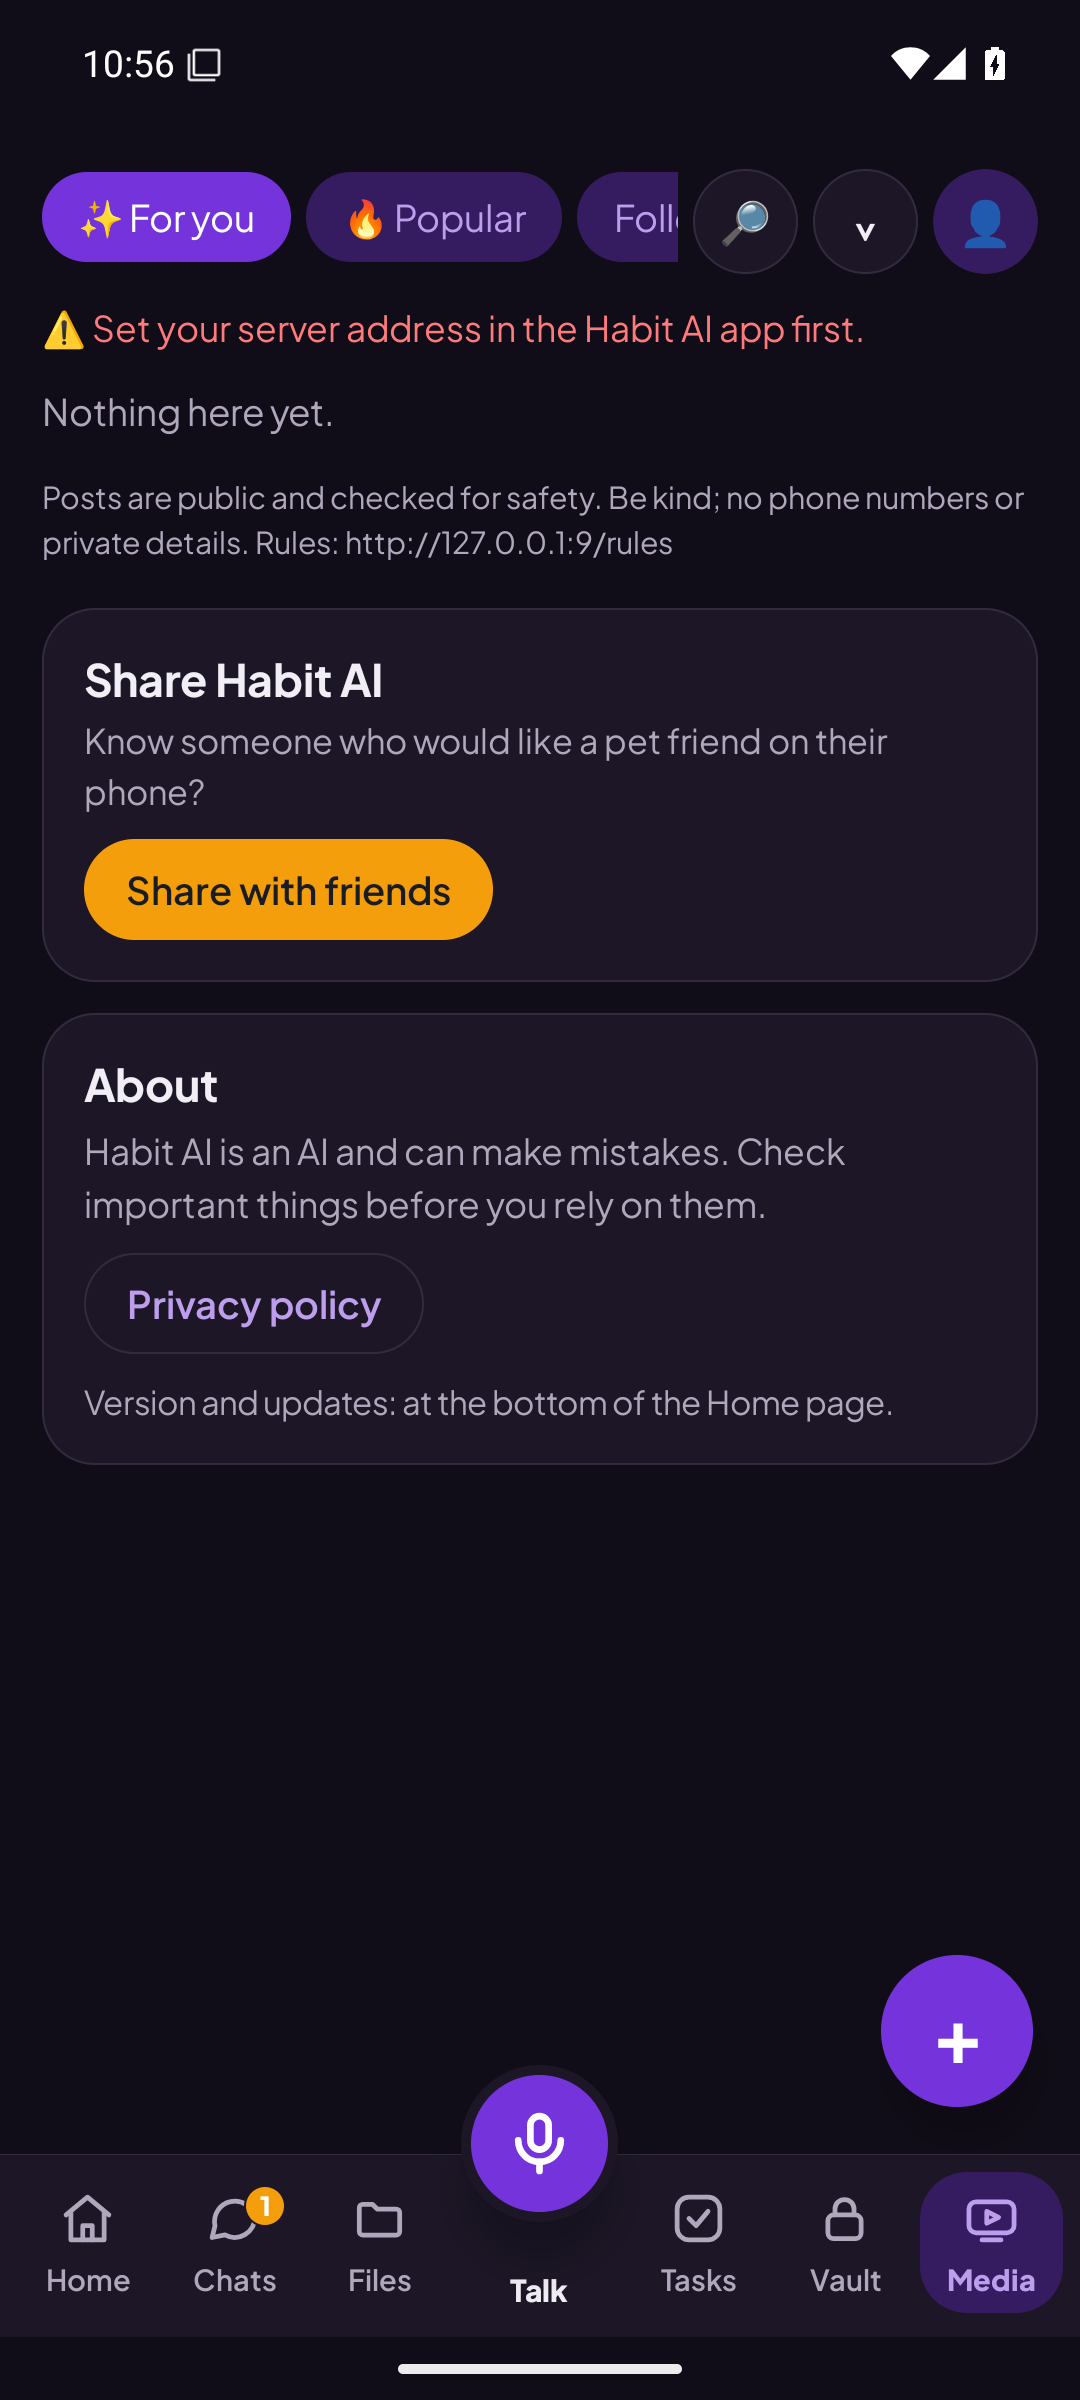 10:56
✨ For you
🔥 Popular
Foll
⚠️ Set your server address in the Habit AI app first.
Nothing here yet.
Posts are public and checked for safety. Be kind; no phone numbers or
private details. Rules: http://127.0.0.1:9/rules
Share Habit AI
Know someone who would like a pet friend on their
phone?
Share with friends
About
Habit AI is an AI and can make mistakes. Check
important things before you rely on them.
Privacy policy
Version and updates: at the bottom of the Home page.
+
1
Home
Chats
Files
Talk
Tasks
Vault
Media